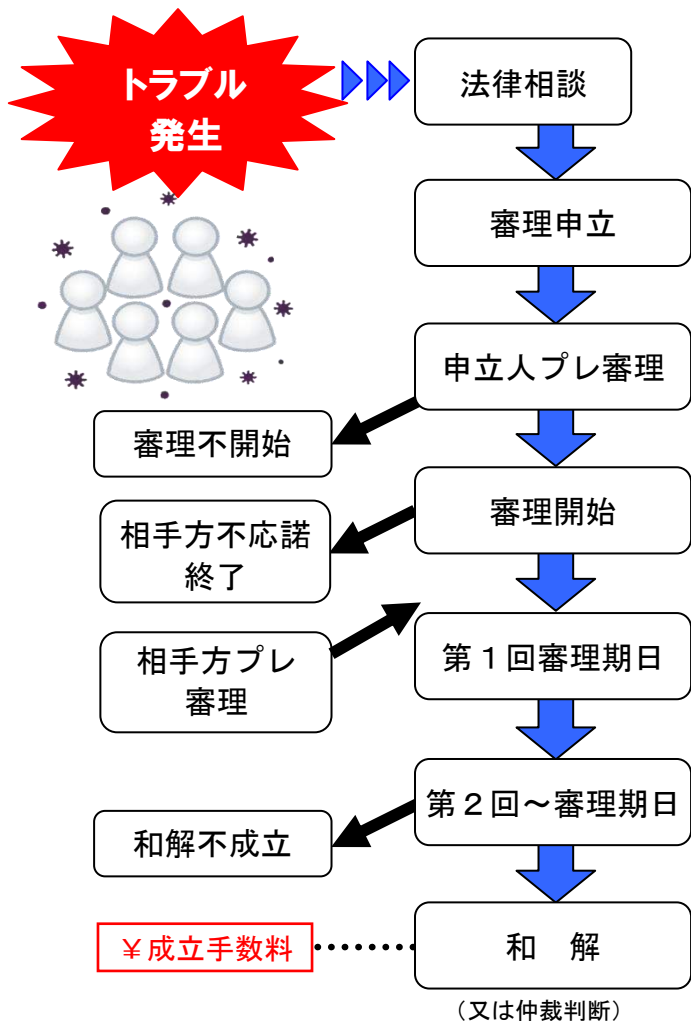 トラブル
発生
法律相談
審理申立
申立人プレ審理
審理不開始
審理開始
相手方不応諾
終了
相手方プレ
審理
第１回審理期日
第２回～審理期日
和解不成立
￥成立手数料
和　解
（又は仲裁判断）